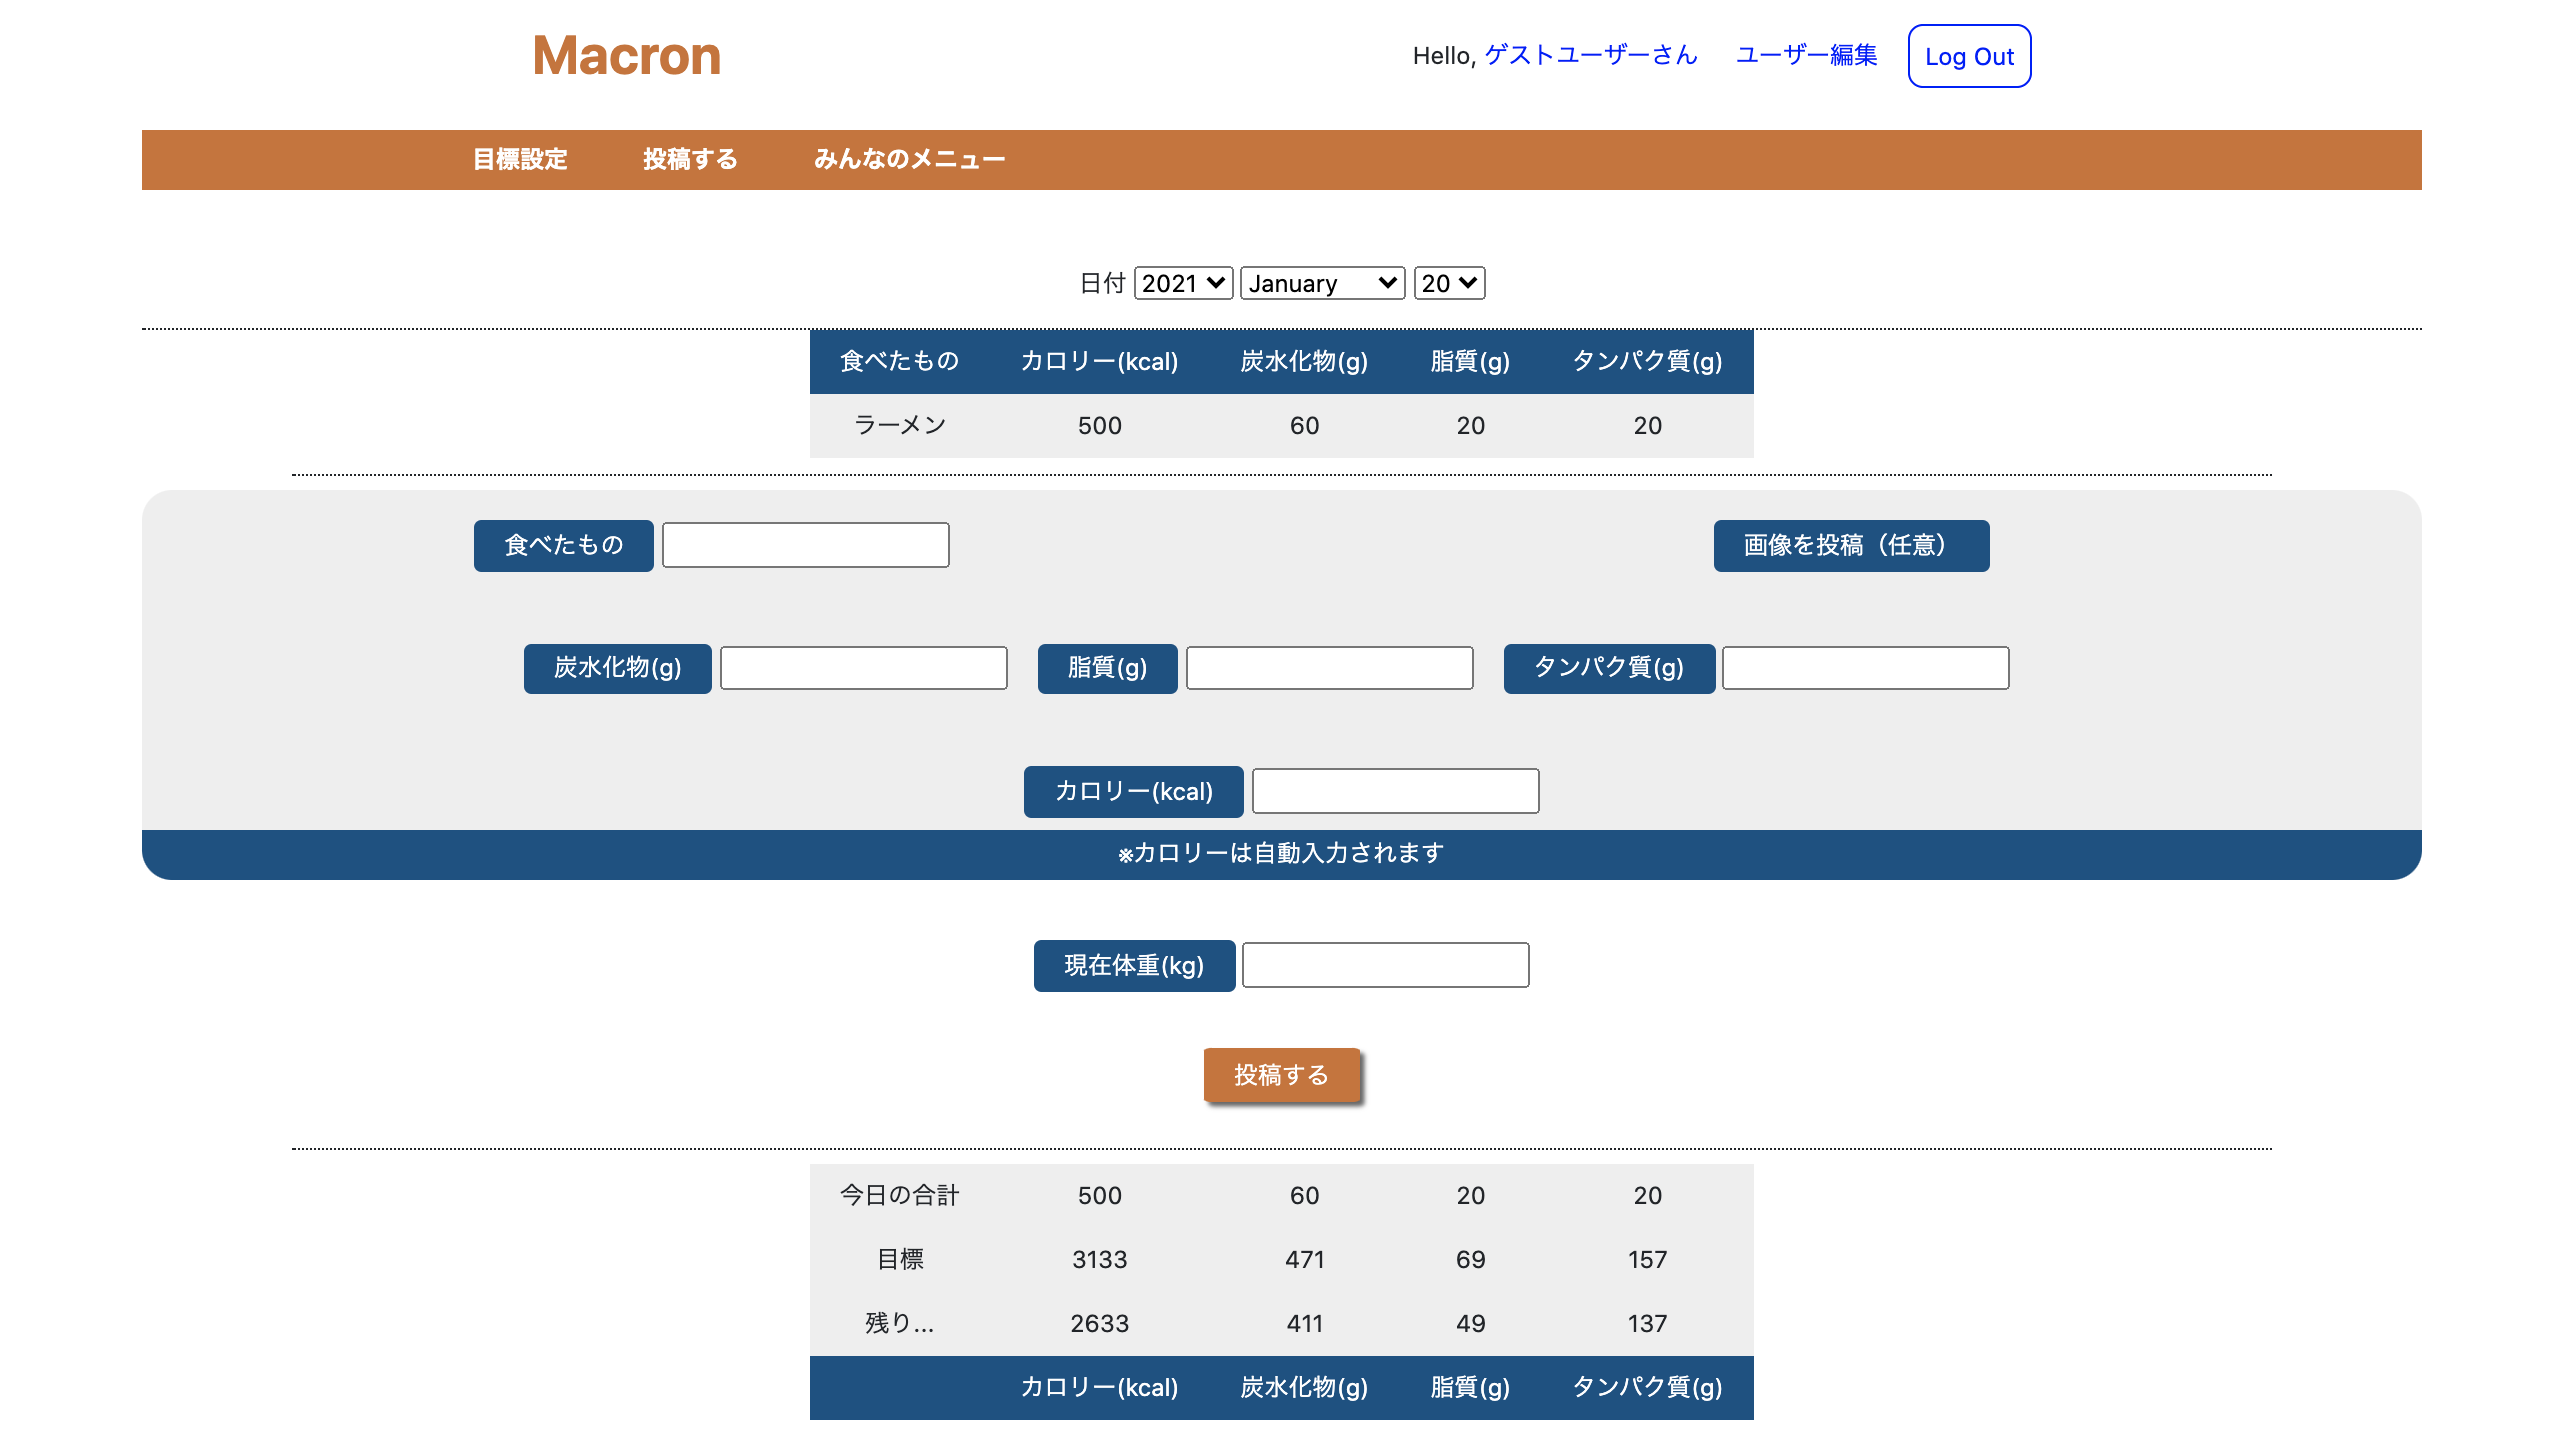 Macron
Hello, ゲストユーザーさん ユーザー編集 Log Out
目標設定 投稿する みんなのメニュー
日付 2021 January 20
食べたもの カロリー(kcal) 炭水化物(g) 脂質(g) タンパク質(g)
ラーメン 500 60 20 20
食べたもの 画像を投稿（任意）
炭水化物(g) 脂質(g) タンパク質(g)
カロリー(kcal)
※カロリーは自動入力されます
現在体重(kg)
投稿する
今日の合計 500 60 20 20
目標 3133 471 69 157
残り... 2633 411 49 137
カロリー(kcal) 炭水化物(g) 脂質(g) タンパク質(g)